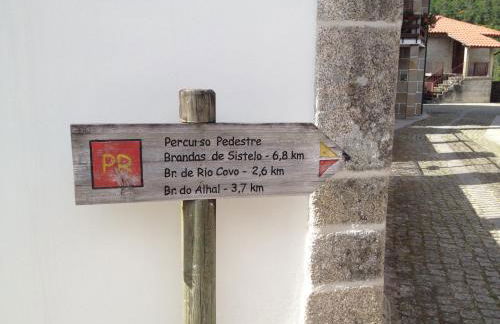 PR
Percurso Pedestre
Brandas de Sistelo - 6,8 km
Br. de Rio Covo - 2,6 km
Br. do Alhal - 3,7 km